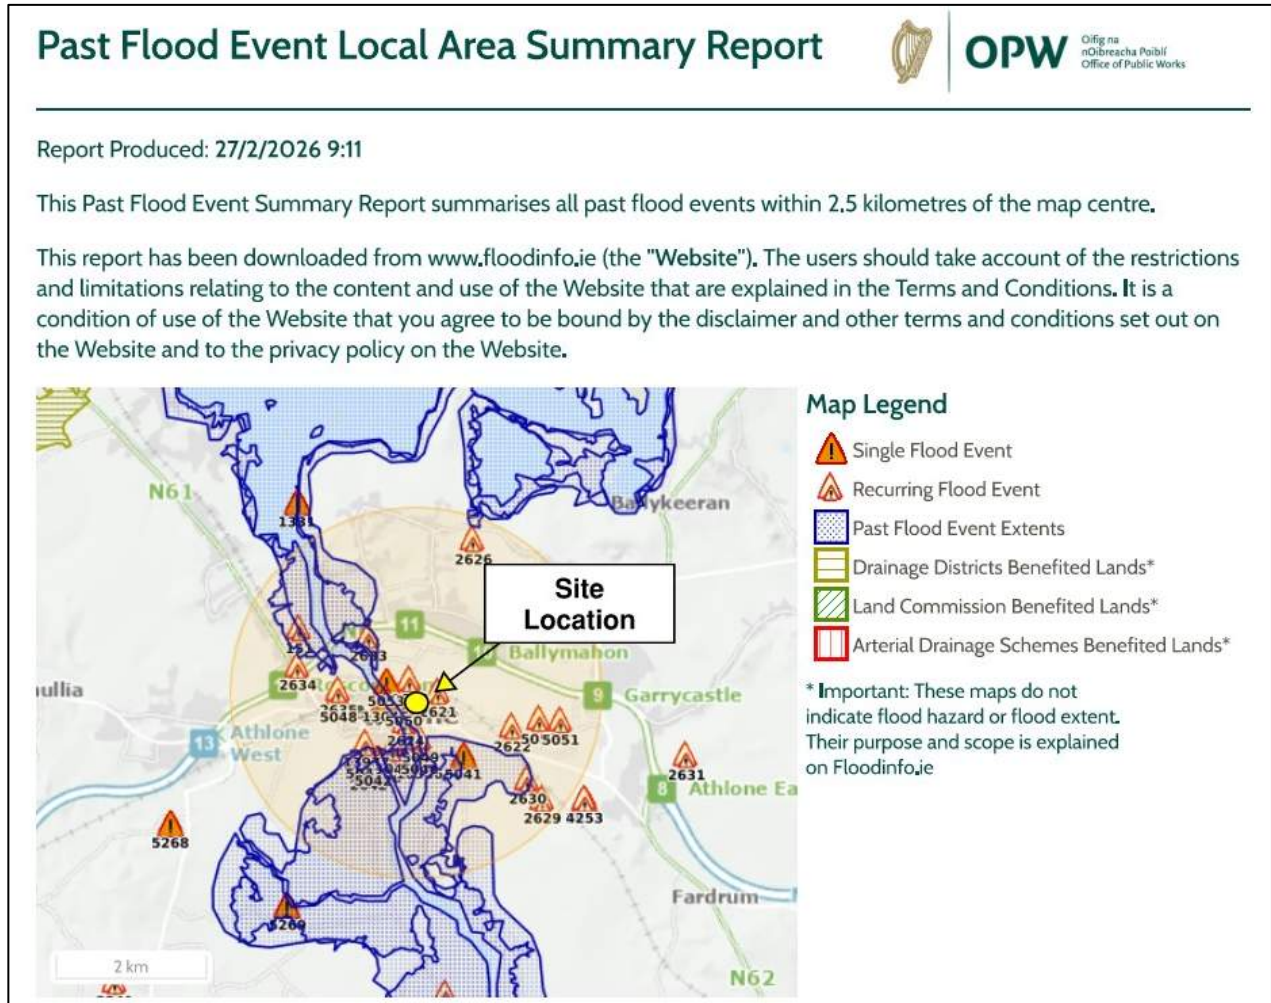 Past Flood Event Local Area Summary Report
OPW
Oifig na
nOibreacha Poiblí
Office of Public Works
Report Produced: 27/2/2026 9:11
This Past Flood Event Summary Report summarises all past flood events within 2.5 kilometres of the map centre.
This report has been downloaded from www.floodinfo.ie (the "Website"). The users should take account of the restrictions
and limitations relating to the content and use of the Website that are explained in the Terms and Conditions. It is a
condition of use of the Website that you agree to be bound by the disclaimer and other terms and conditions set out on
the Website and to the privacy policy on the Website.
N61
1331
Ballykeeran
2626
Site
Location
11
Ballymahon
2634
9
Garrycastle
5048
2621
13
Athlone
West
2622
5051
5041
2631
8
Athlone Ea
2630
2629
4253
5268
5269
Fardrum
2 km
N62
Map Legend
Single Flood Event
Recurring Flood Event
Past Flood Event Extents
Drainage Districts Benefited Lands*
Land Commission Benefited Lands*
Arterial Drainage Schemes Benefited Lands*
* Important: These maps do not
indicate flood hazard or flood extent.
Their purpose and scope is explained
on Floodinfo.ie